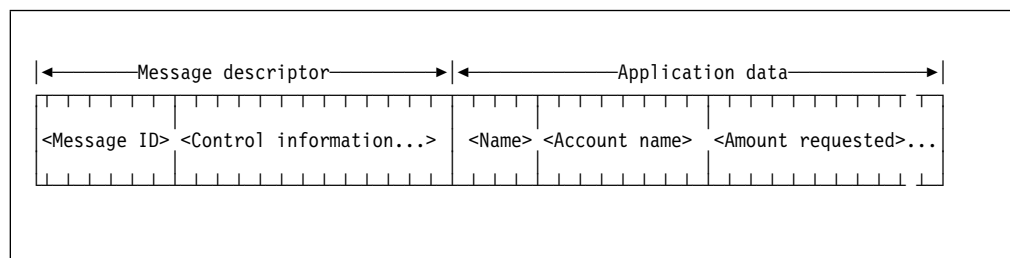 Message descriptor Application data
<Message ID> <Control information...> <Name> <Account name> <Amount requested>...